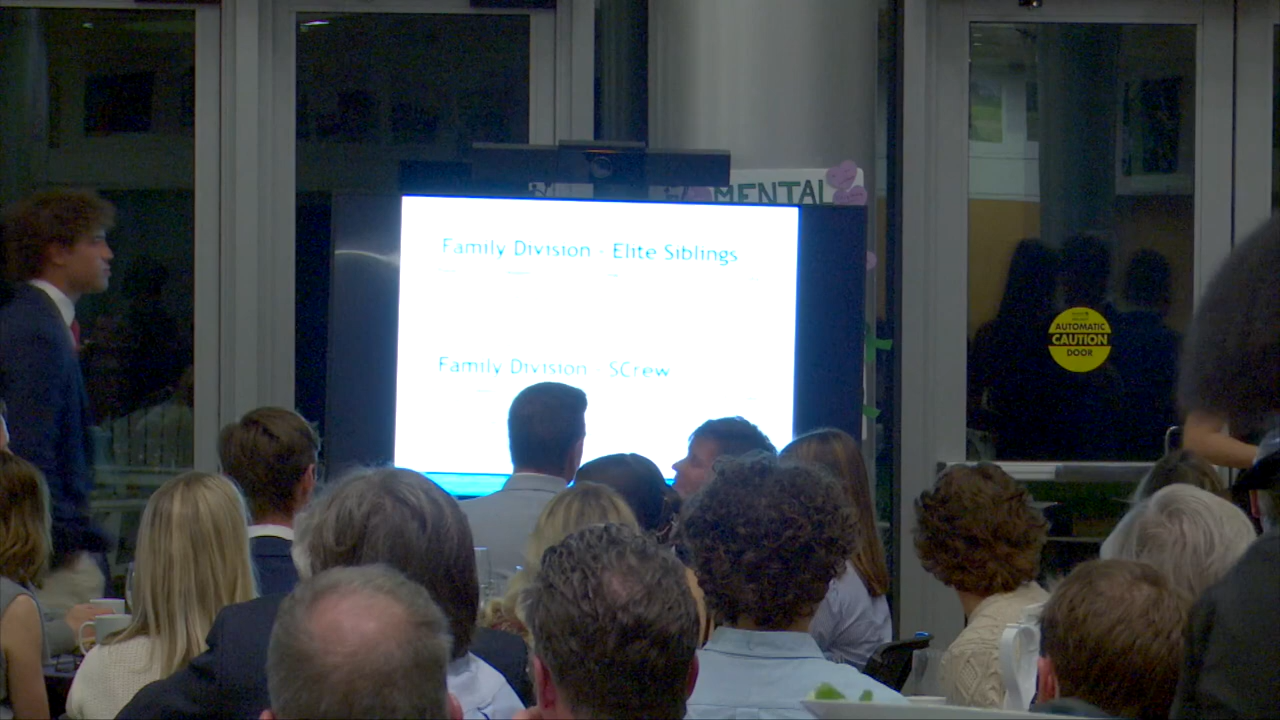 MENTAL
Family Division - Elite Siblings
Family Division - SCrew
AUTOMATIC
CAUTION
DOOR